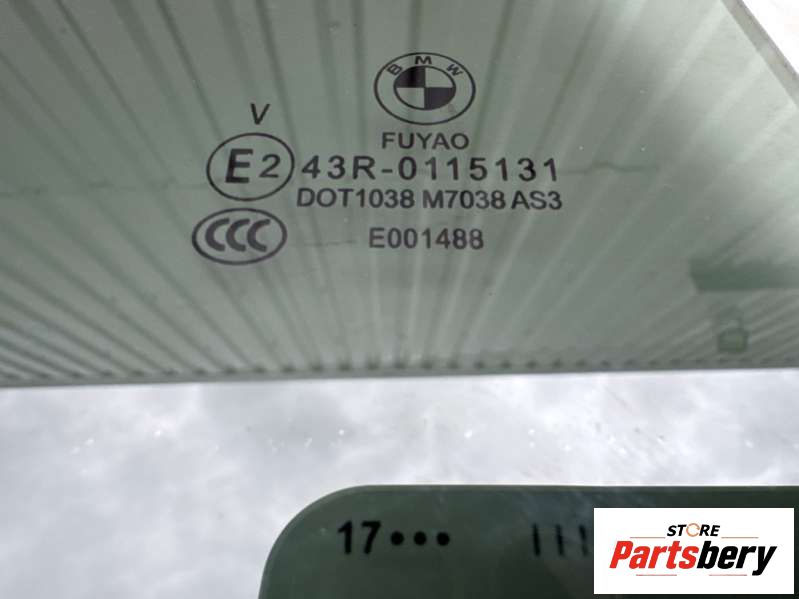 BMW
V
FUYAO
E2 43R-0115131
DOT1038 M7038 AS3
CCC E001488
17•••
STORE
Partsbery